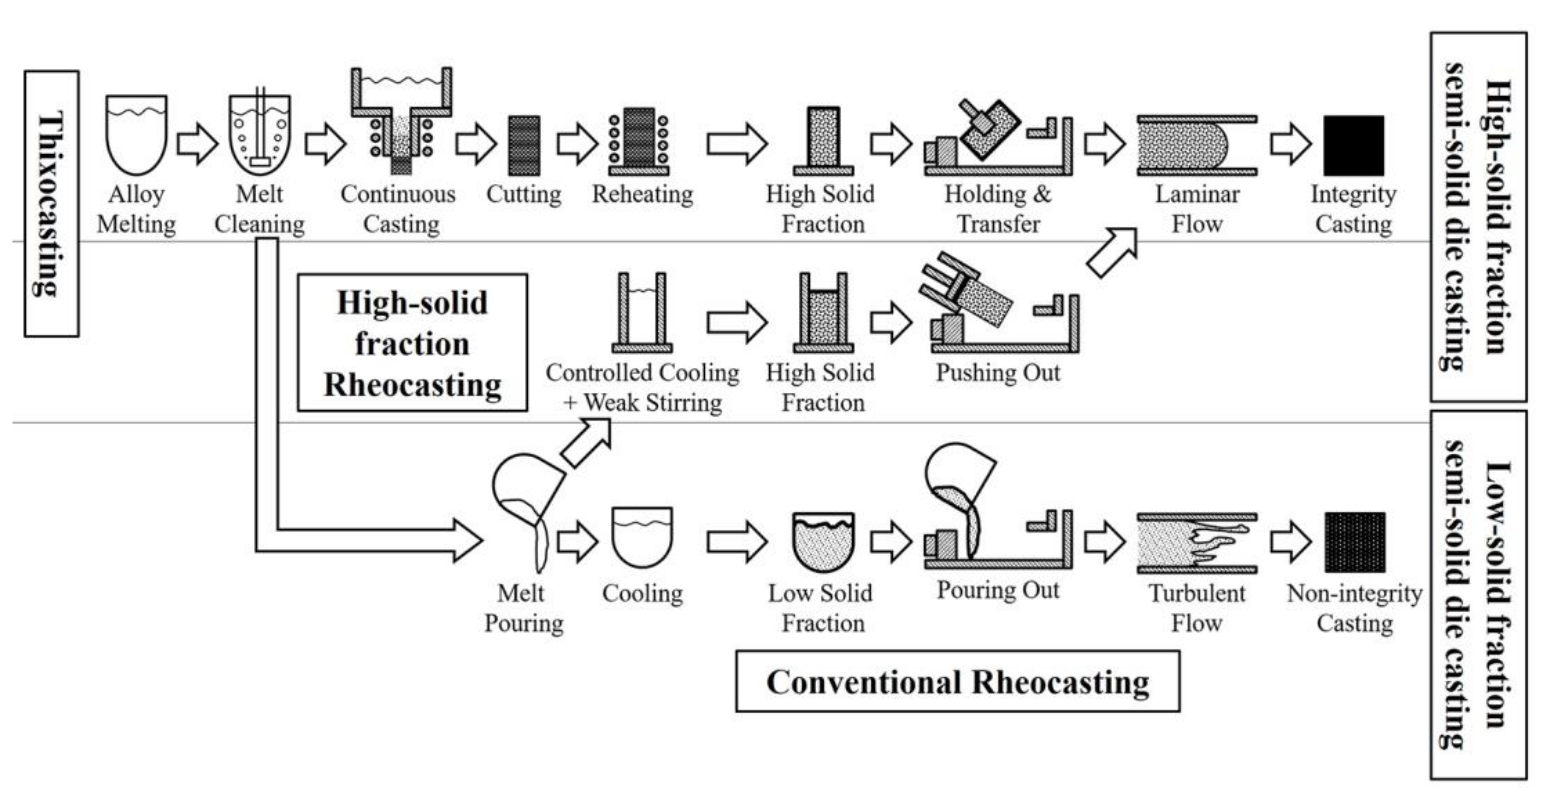 Thixocasting
Alloy
Melting
Melt
Cleaning
Continuous
Casting
Cutting
Reheating
High Solid
Fraction
Holding &
Transfer
Laminar
Flow
Integrity
Casting
High-solid fraction
semi-solid die casting
High-solid
fraction
Rheocasting
Controlled Cooling
+ Weak Stirring
High Solid
Fraction
Pushing Out
Melt
Pouring
Cooling
Low Solid
Fraction
Pouring Out
Turbulent
Flow
Non-integrity
Casting
Low-solid fraction
semi-solid die casting
Conventional Rheocasting